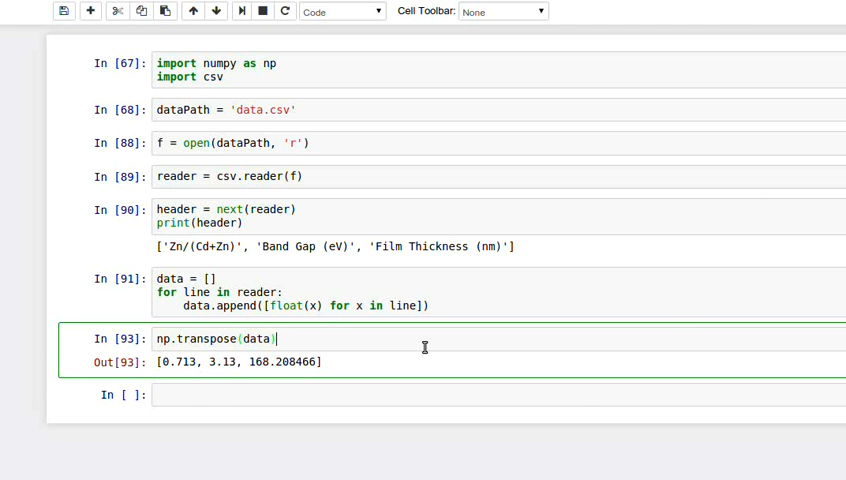 Code Cell Toolbar: None
In [67]: import numpy as np
import csv
In [68]: dataPath = 'data.csv'
In [88]: f = open(dataPath, 'r')
In [89]: reader = csv.reader(f)
In [90]: header = next(reader)
print(header)
['Zn/(Cd+Zn)', 'Band Gap (eV)', 'Film Thickness (nm)']
In [91]: data = []
for line in reader:
    data.append([float(x) for x in line])
In [93]: np.transpose(data)
Out[93]: [0.713, 3.13, 168.208466]
In [ ]: